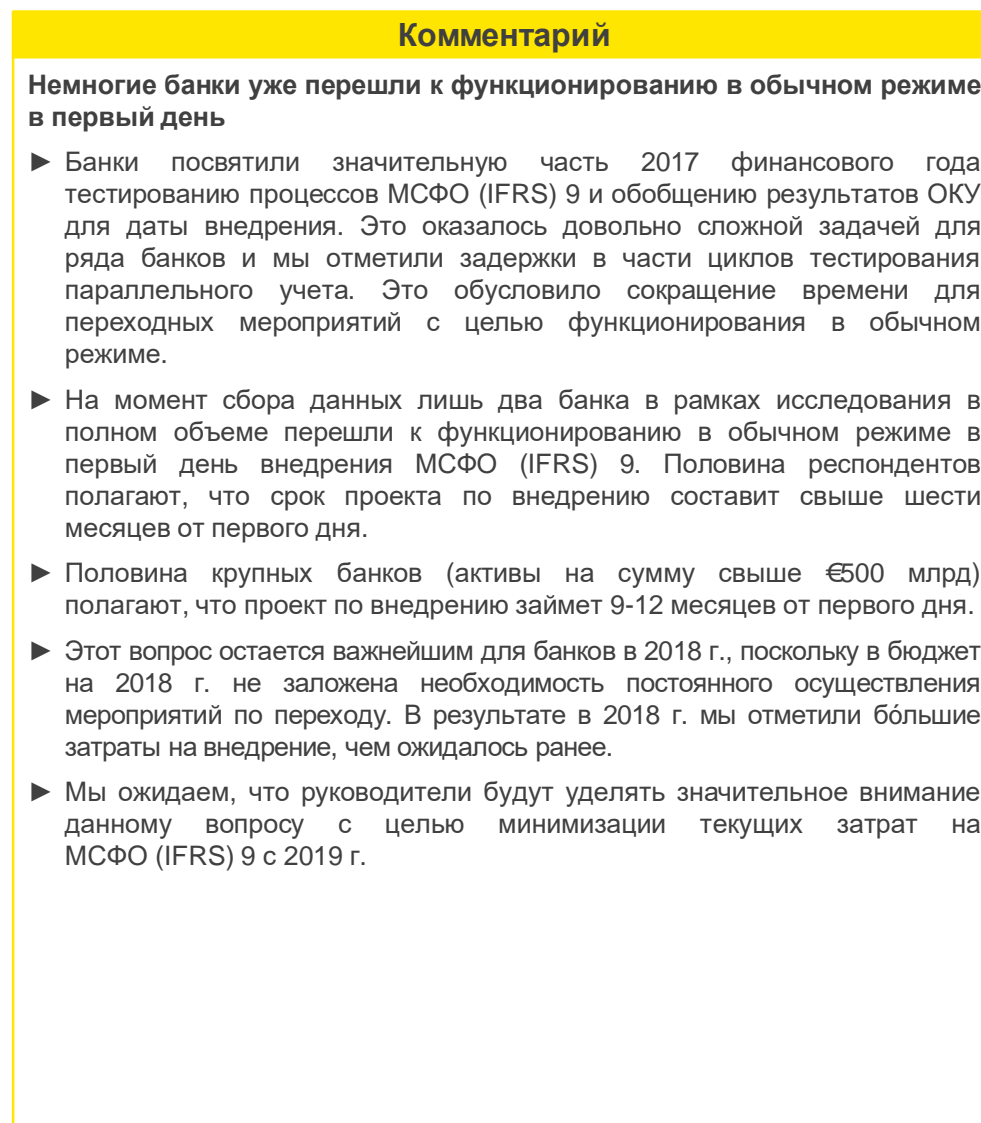 Комментарий
Немногие банки уже перешли к функционированию в обычном режиме
в первый день
► Банки посвятили значительную часть 2017 финансового года
тестированию процессов МСФО (IFRS) 9 и обобщению результатов ОКУ
для даты внедрения. Это оказалось довольно сложной задачей для
ряда банков и мы отметили задержки в части циклов тестирования
параллельного учета. Это обусловило сокращение времени для
переходных мероприятий с целью функционирования в обычном
режиме.
► На момент сбора данных лишь два банка в рамках исследования в
полном объеме перешли к функционированию в обычном режиме в
первый день внедрения МСФО (IFRS) 9. Половина респондентов
полагают, что срок проекта по внедрению составит свыше шести
месяцев от первого дня.
► Половина крупных банков (активы на сумму свыше €500 млрд)
полагают, что проект по внедрению займет 9-12 месяцев от первого дня.
► Этот вопрос остается важнейшим для банков в 2018 г., поскольку в бюджет
на 2018 г. не заложена необходимость постоянного осуществления
мероприятий по переходу. В результате в 2018 г. мы отметили бо́льшие
затраты на внедрение, чем ожидалось ранее.
► Мы ожидаем, что руководители будут уделять значительное внимание
данному вопросу с целью минимизации текущих затрат на
МСФО (IFRS) 9 с 2019 г.